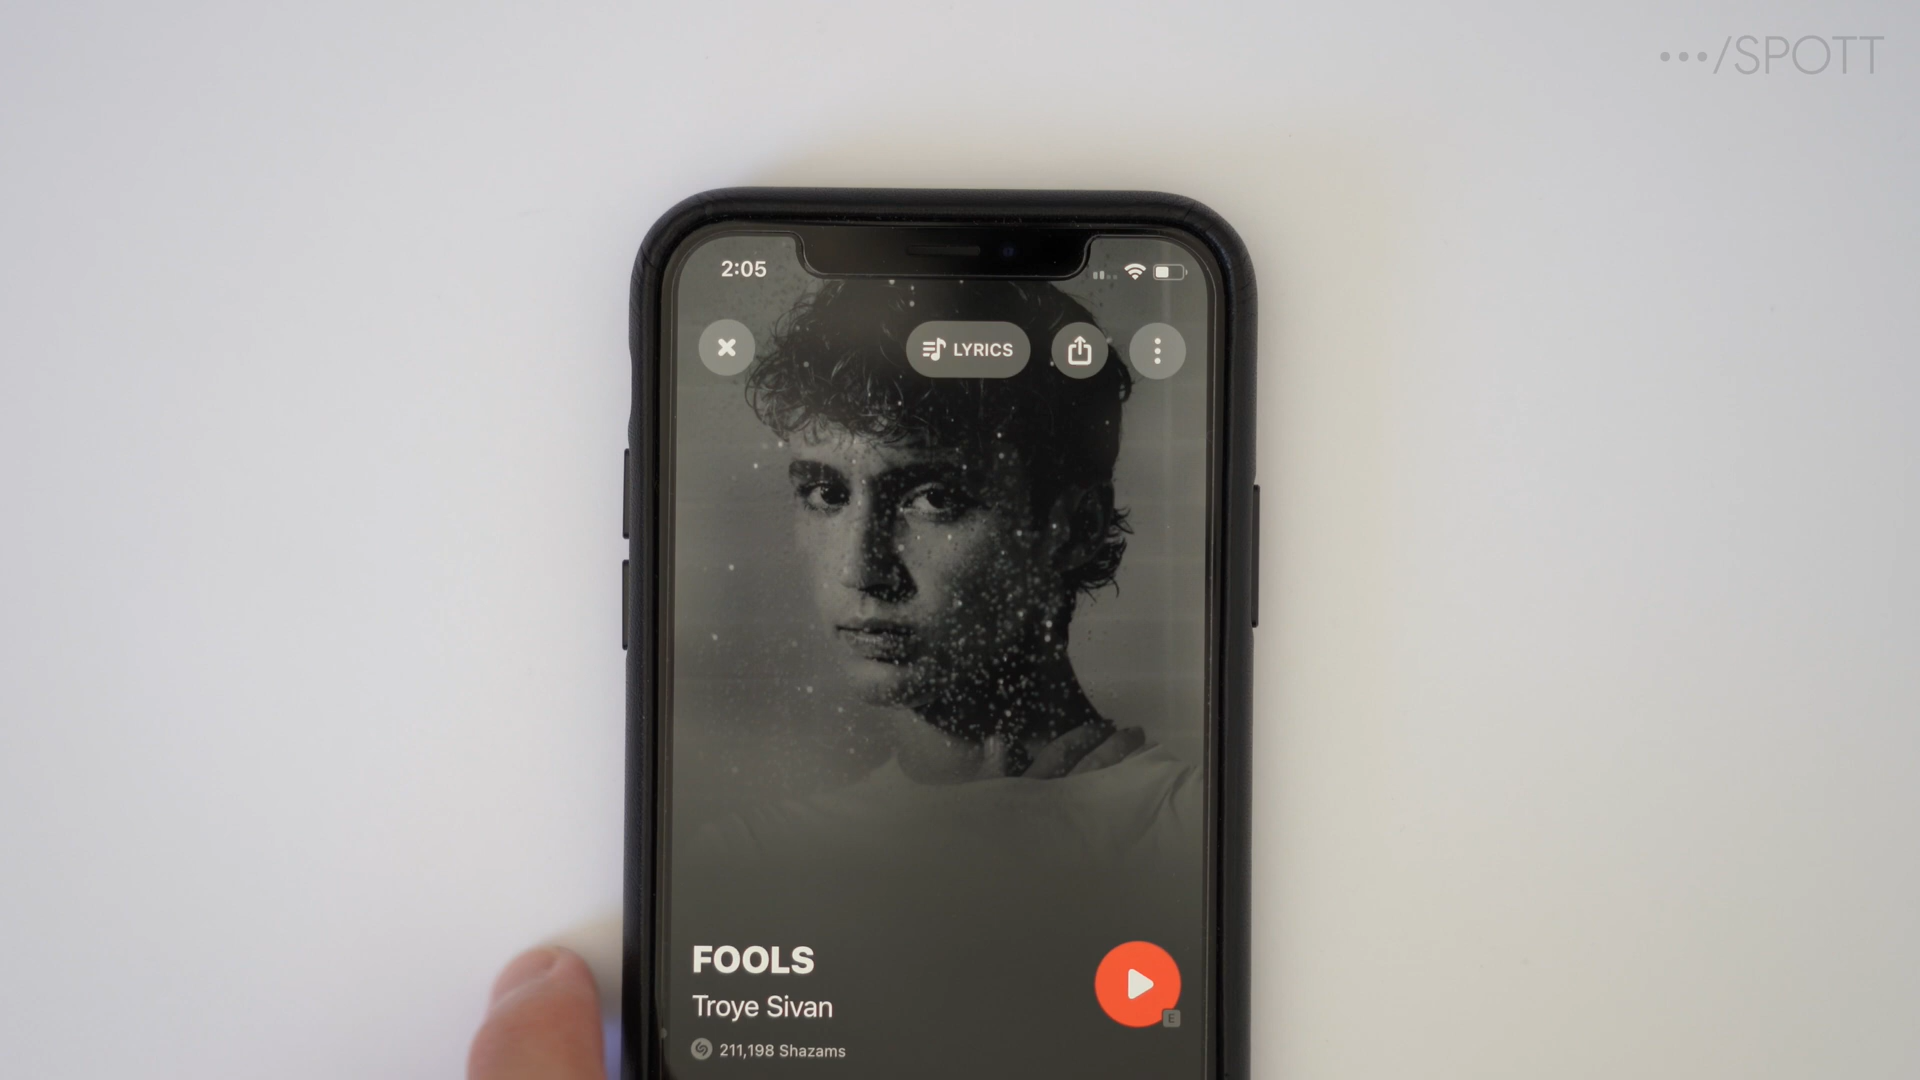 •••/SPOTT
2:05
LYRICS
FOOLS
Troye Sivan
E
211,198 Shazams